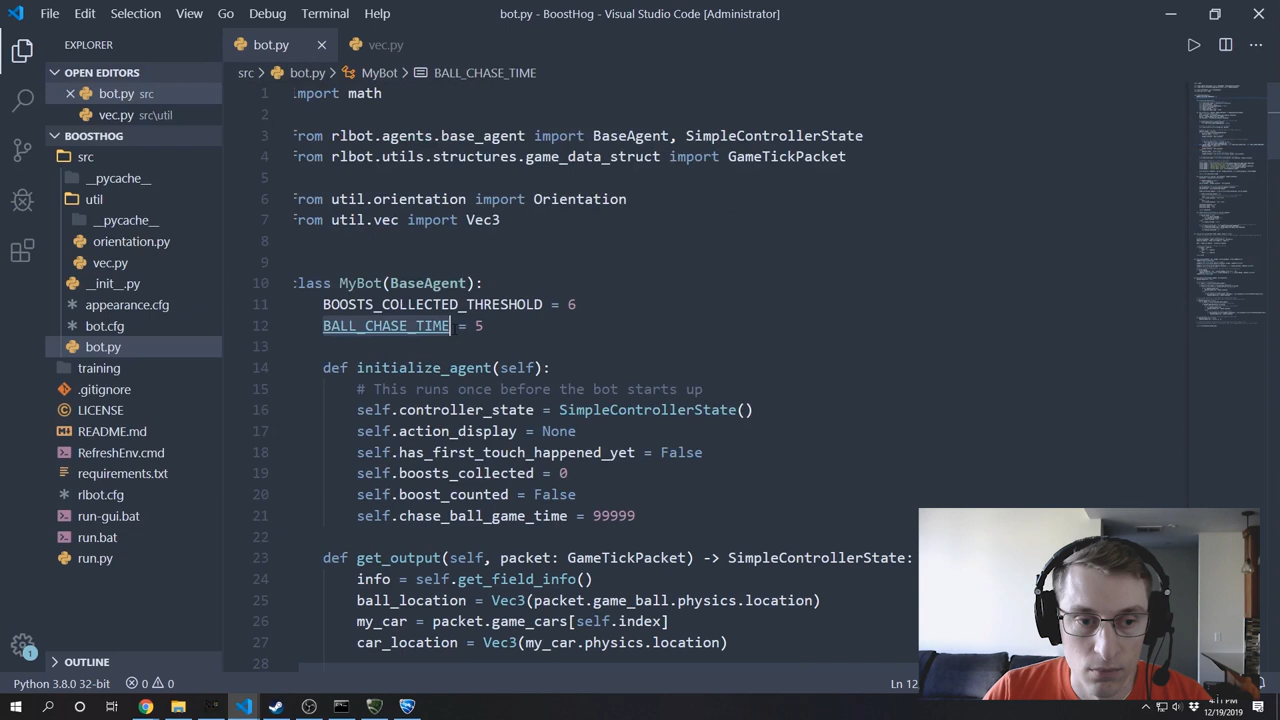 File Edit Selection View Go Debug Terminal Help
bot.py - BoostHog - Visual Studio Code [Administrator]
EXPLORER
bot.py
vec.py
OPEN EDITORS
src > bot.py > MyBot > BALL_CHASE_TIME
bot.py src
vec.py src\util
BOOSTHOG
src
__pycache__
util
__pycache__
orientation.py
vec.py
__init__.py
appearance.cfg
bot.cfg
bot.py
training
.gitignore
LICENSE
README.md
RefreshEnv.cmd
requirements.txt
rlbot.cfg
run-gui.bat
run.bat
run.py
OUTLINE
1 import math
2
3 from rlbot.agents.base_agent import BaseAgent, SimpleControllerState
4 from rlbot.utils.structures.game_data_struct import GameTickPacket
5
6 from util.orientation import Orientation
7 from util.vec import Vec3
8
9
10 class MyBot(BaseAgent):
11 BOOST_COLLETED_THRESHOLD = 6
12 BALL_CHASE_TIME = 5
13
14 def initialize_agent(self):
15 # This runs once before the bot starts up
16 self.controller_state = SimpleControllerState()
17 self.action_display = None
18 self.has_first_touch_happened_yet = False
19 self.boosts_collected = 0
20 self.boost_counted = False
21 self.chase_ball_game_time = 99999
22
23 def get_output(self, packet: GameTickPacket) -> SimpleControllerState:
24 info = self.get_field_info()
25 ball_location = Vec3(packet.game_ball.physics.location)
26 my_car = packet.game_cars[self.index]
27 car_location = Vec3(my_car.physics.location)
28
1
Python 3.8.0 32-bit 0 0 Ln 12,
4:11 PM
12/19/2019